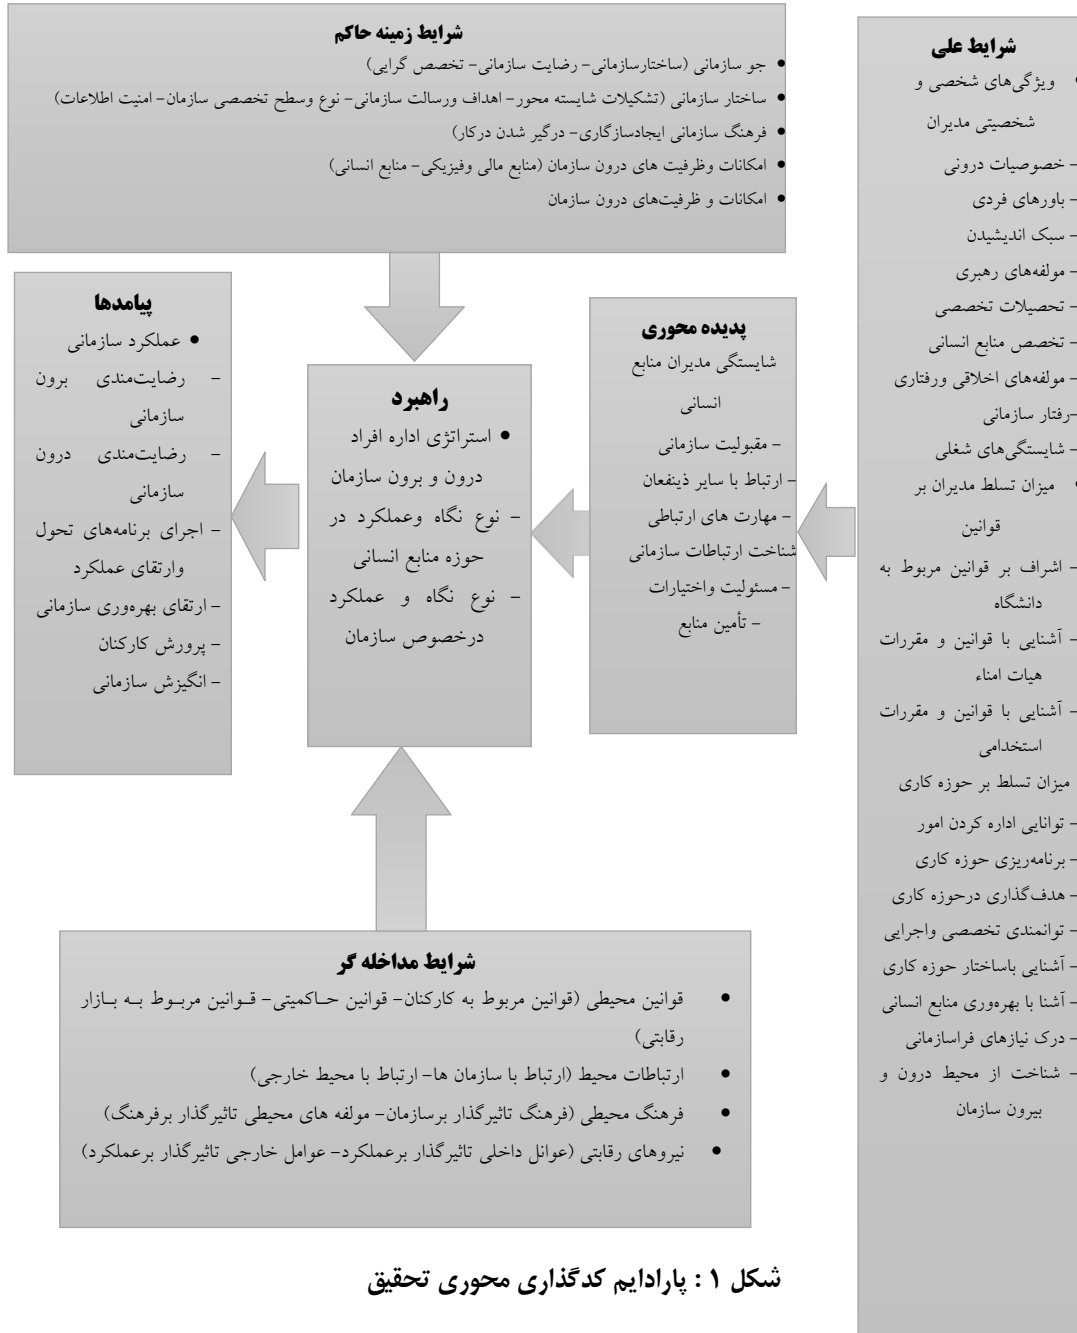 شرایط زمینه حاکم
• جو سازمانی (ساختارسازمانی- رضایت سازمانی- تخصص گرایی)
• ساختار سازمانی (تشکیلات شایسته محور- اهداف ورسالت سازمانی- نوع وسطح تخصصی سازمان- امنیت اطلاعات)
• فرهنگ سازمانی ایجادسازگاری- درگیر شدن درکار)
• امکانات وظرفیت های درون سازمان (منابع مالی وفیزیکی- منابع انسانی)
• امکانات و ظرفیت‌های درون سازمان
شرایط علی
• ویژگی‌های شخصی و
شخصیتی مدیران
- خصوصیات درونی
- باورهای فردی
- سبک اندیشیدن
- مولفه‌های رهبری
- تحصیلات تخصصی
- تخصص منابع انسانی
- مولفه‌های اخلاقی ورفتاری
-رفتار سازمانی
- شایستگی‌های شغلی
• میزان تسلط مدیران بر
قوانین
- اشراف بر قوانین مربوط به
دانشگاه
- آشنایی با قوانین و مقررات
هیات امناء
- آشنایی با قوانین و مقررات
استخدامی
میزان تسلط بر حوزه کاری
- توانایی اداره کردن امور
- برنامه‌ریزی حوزه کاری
- هدف‌گذاری درحوزه کاری
- توانمندی تخصصی واجرایی
- آشنایی باساختار حوزه کاری
- آشنا با بهره‌وری منابع انسانی
- درک نیازهای فراسازمانی
- شناخت از محیط درون و
بیرون سازمان
پدیده محوری
شایستگی مدیران منابع
انسانی
- مقبولیت سازمانی
- ارتباط با سایر ذینفعان
- مهارت های ارتباطی
شناخت ارتباطات سازمانی
- مسئولیت واختیارات
- تأمین منابع
راهبرد
• استراتژی اداره افراد
درون و برون سازمان
- نوع نگاه وعملکرد در
حوزه منابع انسانی
- نوع نگاه و عملکرد
درخصوص سازمان
پیامدها
• عملکرد سازمانی
- رضایت‌مندی برون
سازمانی
- رضایت‌مندی درون
سازمانی
- اجرای برنامه‌های تحول
وارتقای عملکرد
- ارتقای بهره‌وری سازمانی
- پرورش کارکنان
- انگیزش سازمانی
شرایط مداخله گر
• قوانین محیطی (قوانین مربوط به کارکنان- قوانین حـاکمیتی- قـوانین مربـوط بـه بـازار
رقابتی)
• ارتباطات محیط (ارتباط با سازمان ها- ارتباط با محیط خارجی)
• فرهنگ محیطی (فرهنگ تاثیرگذار برسازمان- مولفه های محیطی تاثیرگذار برفرهنگ)
• نیروهای رقابتی (عوانل داخلی تاثیرگذار برعملکرد- عوامل خارجی تاثیرگذار برعملکرد)
شکل ۱ : پارادایم کدگذاری محوری تحقیق